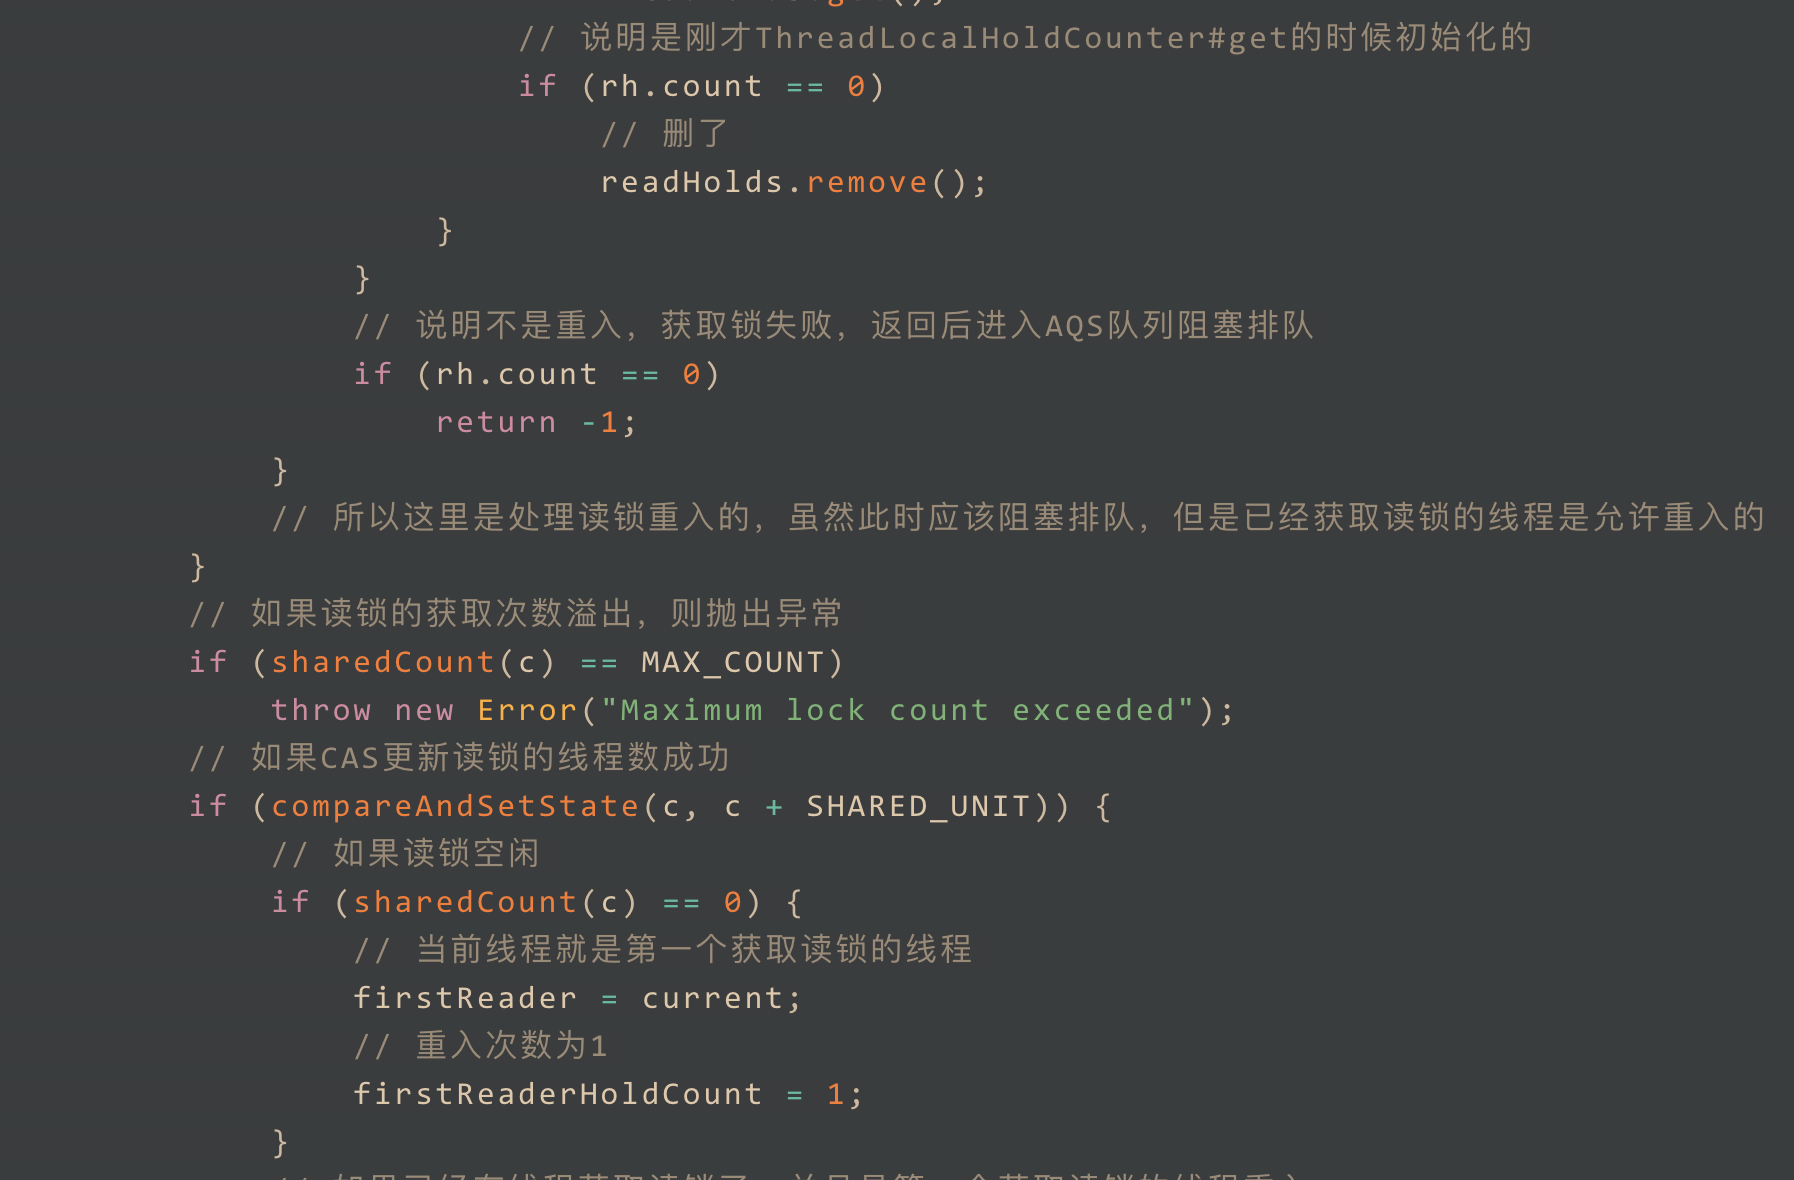 // 说明是刚才ThreadLocalHoldCounter#get的时候初始化的
if (rh.count == 0)
// 删了
readHolds.remove();
}
}
// 说明不是重入，获取锁失败，返回后进入AQS队列阻塞排队
if (rh.count == 0)
return -1;
}
// 所以这里是处理读锁重入的，虽然此时应该阻塞排队，但是已经获取读锁的线程是允许重入的
}
// 如果读锁的获取次数溢出，则抛出异常
if (sharedCount(c) == MAX_COUNT)
throw new Error("Maximum lock count exceeded");
// 如果CAS更新读锁的线程数成功
if (compareAndSetState(c, c + SHARED_UNIT)) {
// 如果读锁空闲
if (sharedCount(c) == 0) {
// 当前线程就是第一个获取读锁的线程
firstReader = current;
// 重入次数为1
firstReaderHoldCount = 1;
}